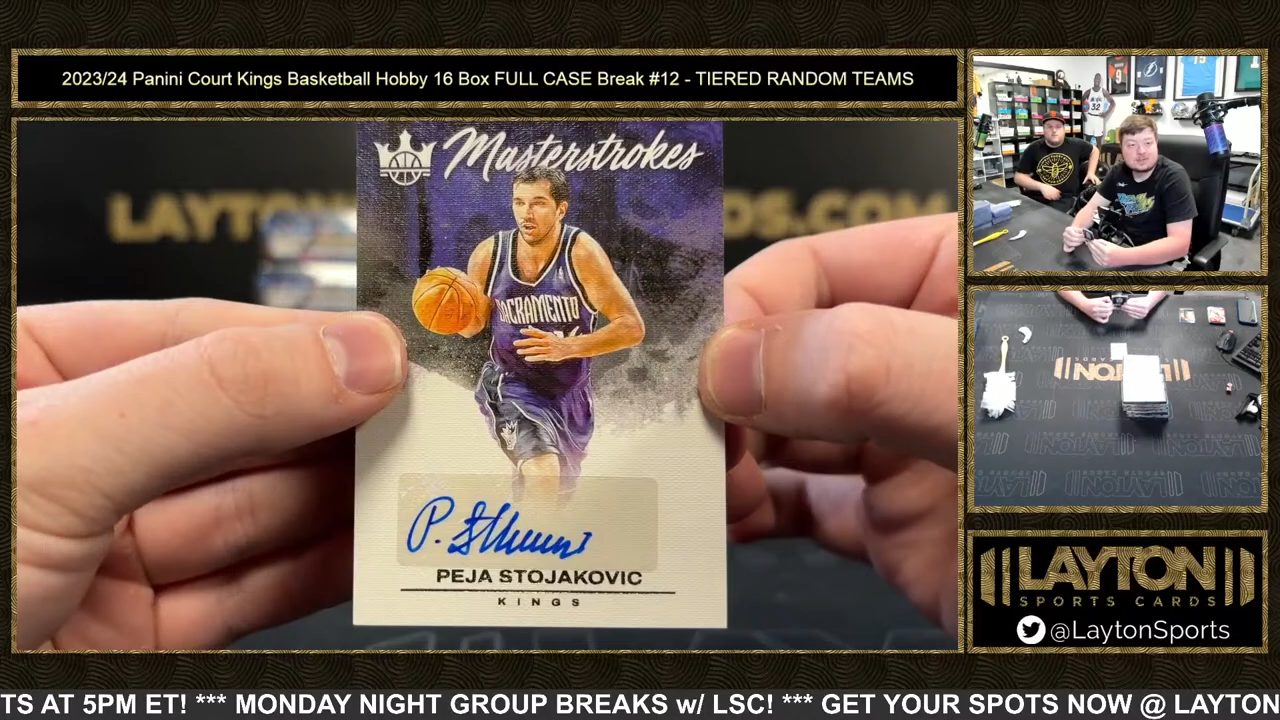 2023/24 Panini Court Kings Basketball Hobby 16 Box FULL CASE Break #12 - TIERED RANDOM TEAMS
Masterstrokes
SACRAMENTO
PEJA STOJAKOVIC
KINGS
LAYTON
SPORTS CARDS
@LaytonSports
TS AT 5PM ET! *** MONDAY NIGHT GROUP BREAKS w/ LSC! *** GET YOUR SPOTS NOW @ LAYTON